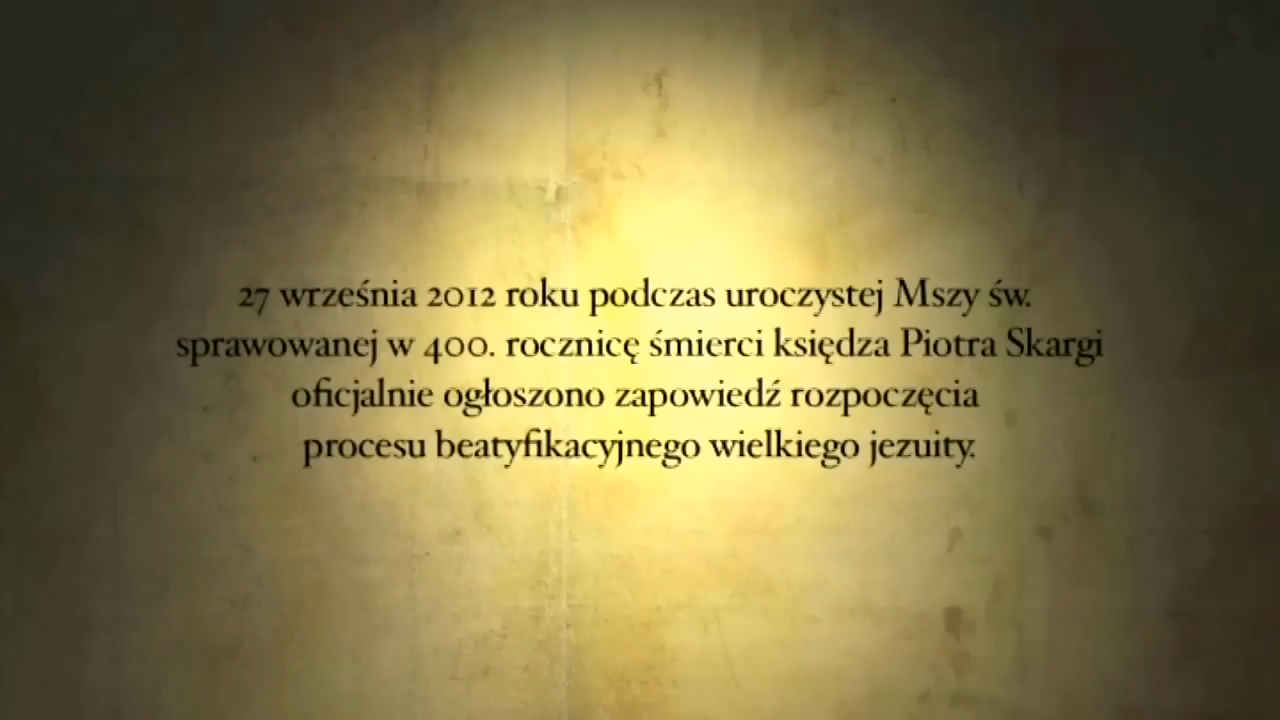 27 września 2012 roku podczas uroczystej Mszy św.
sprawowanej w 400. rocznicę śmierci księdza Piotra Skargi
oficjalnie ogłoszono zapowiedź rozpoczęcia
procesu beatyfikacyjnego wielkiego jezuity.